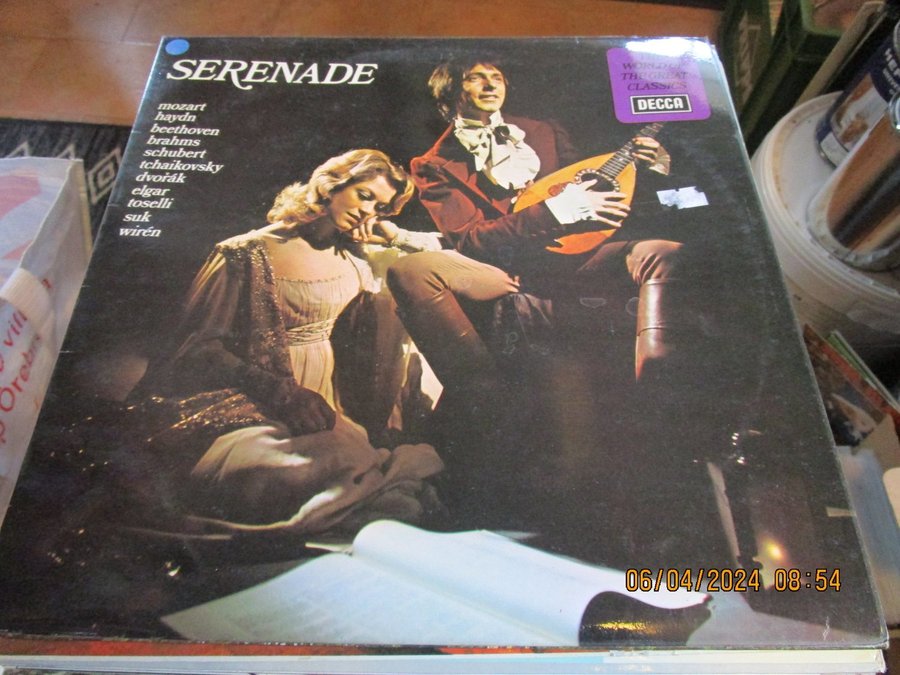 SERENADE
mozart
haydn
beethoven
brahms
schubert
tchaikovsky
dvořák
elgar
toselli
suk
wirén
WORLD OF
THE GREAT
CLASSICS
DECCA
06/04/2024 08:54